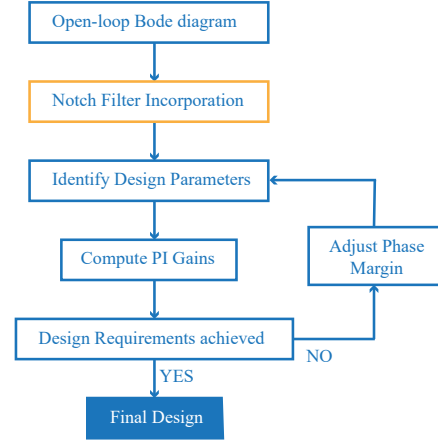 Open-loop Bode diagram
Notch Filter Incorporation
Identify Design Parameters
Compute PI Gains
Adjust Phase
Margin
Design Requirements achieved
NO
YES
Final Design